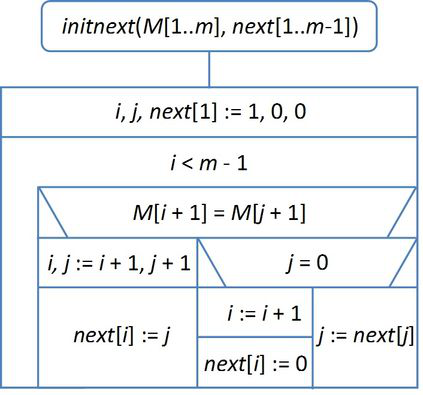 initnext(M[1..m], next[1..m-1])
i, j, next[1] := 1, 0, 0
i < m - 1
M[i + 1] = M[j + 1]
i, j := i + 1, j + 1
j = 0
next[i] := j
i := i + 1
next[i] := 0
j := next[j]